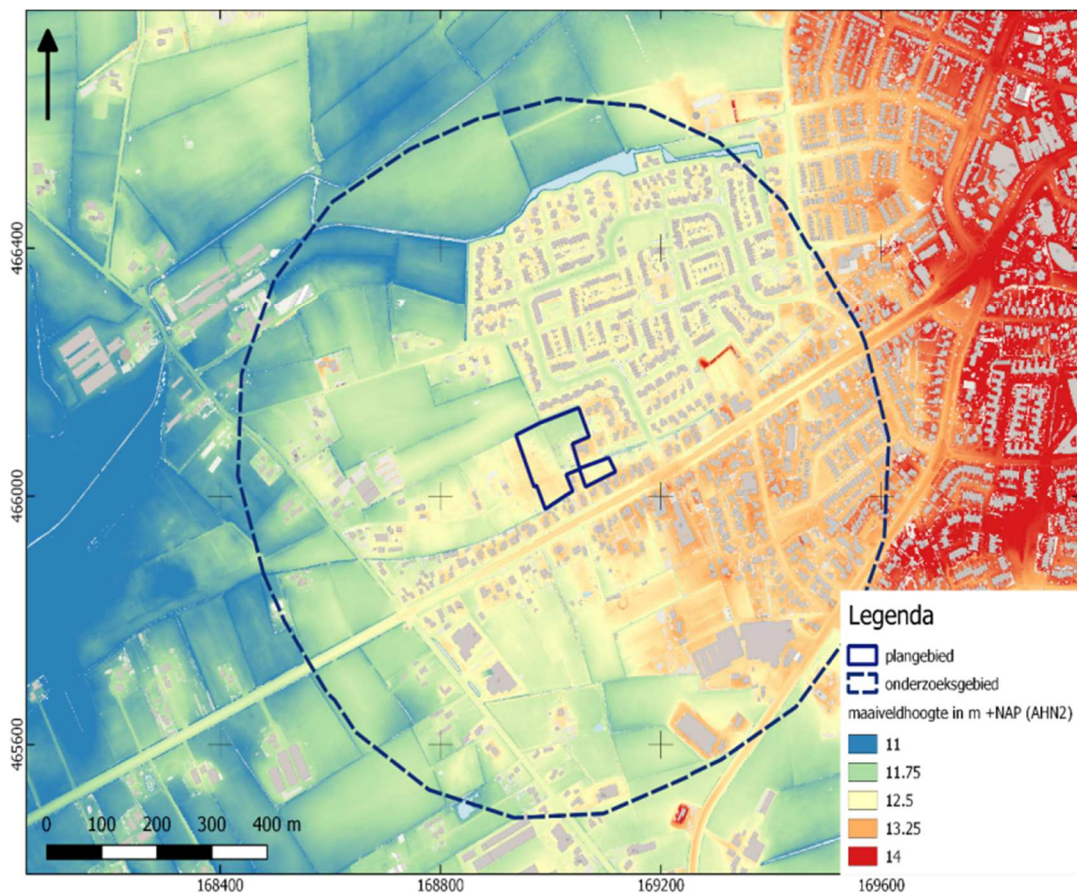 466400
466000
465600
0 100 200 300 400 m
168400 168800 169200 169600
Legenda
plangebied
onderzoeksgebied
maaiveldhoogte in m +NAP (AHN2)
11
11.75
12.5
13.25
14